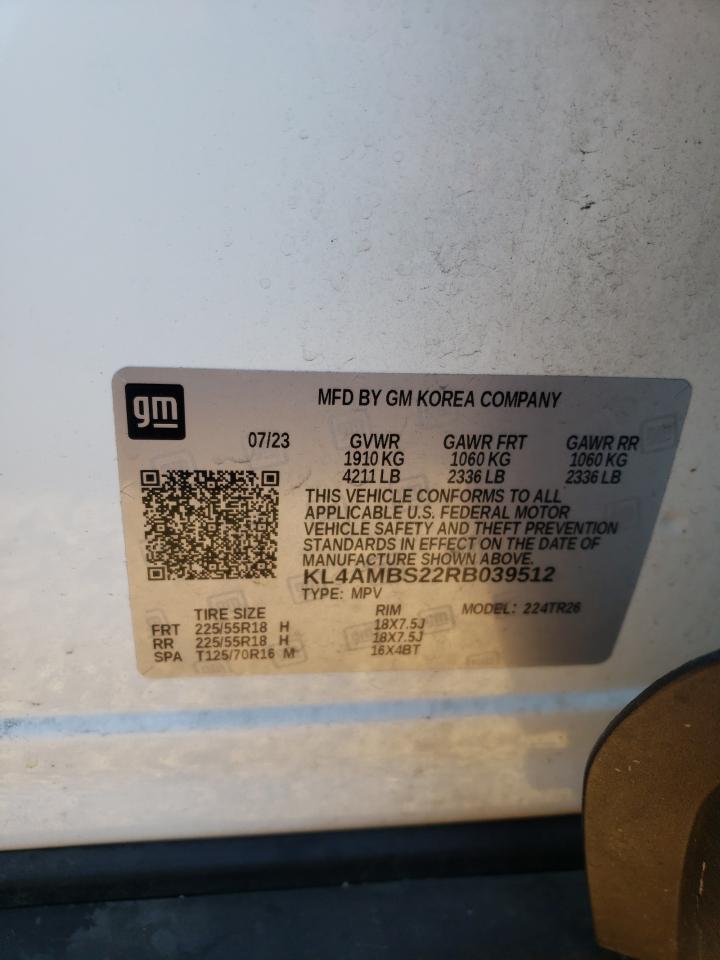 gm
MFD BY GM KOREA COMPANY
07/23 GVWR GAWR FRT GAWR RR
1910 KG 1060 KG 1060 KG
4211 LB 2336 LB 2336 LB
THIS VEHICLE CONFORMS TO ALL
APPLICABLE U.S. FEDERAL MOTOR
VEHICLE SAFETY AND THEFT PREVENTION
STANDARDS IN EFFECT ON THE DATE OF
MANUFACTURE SHOWN ABOVE.
KL4AMBS22RB039512
TYPE: MPV
TIRE SIZE RIM MODEL: 224TR26
FRT 225/55R18 H 18X7.5J
RR 225/55R18 H 18X7.5J
SPA T125/70R16 M 16X4BT